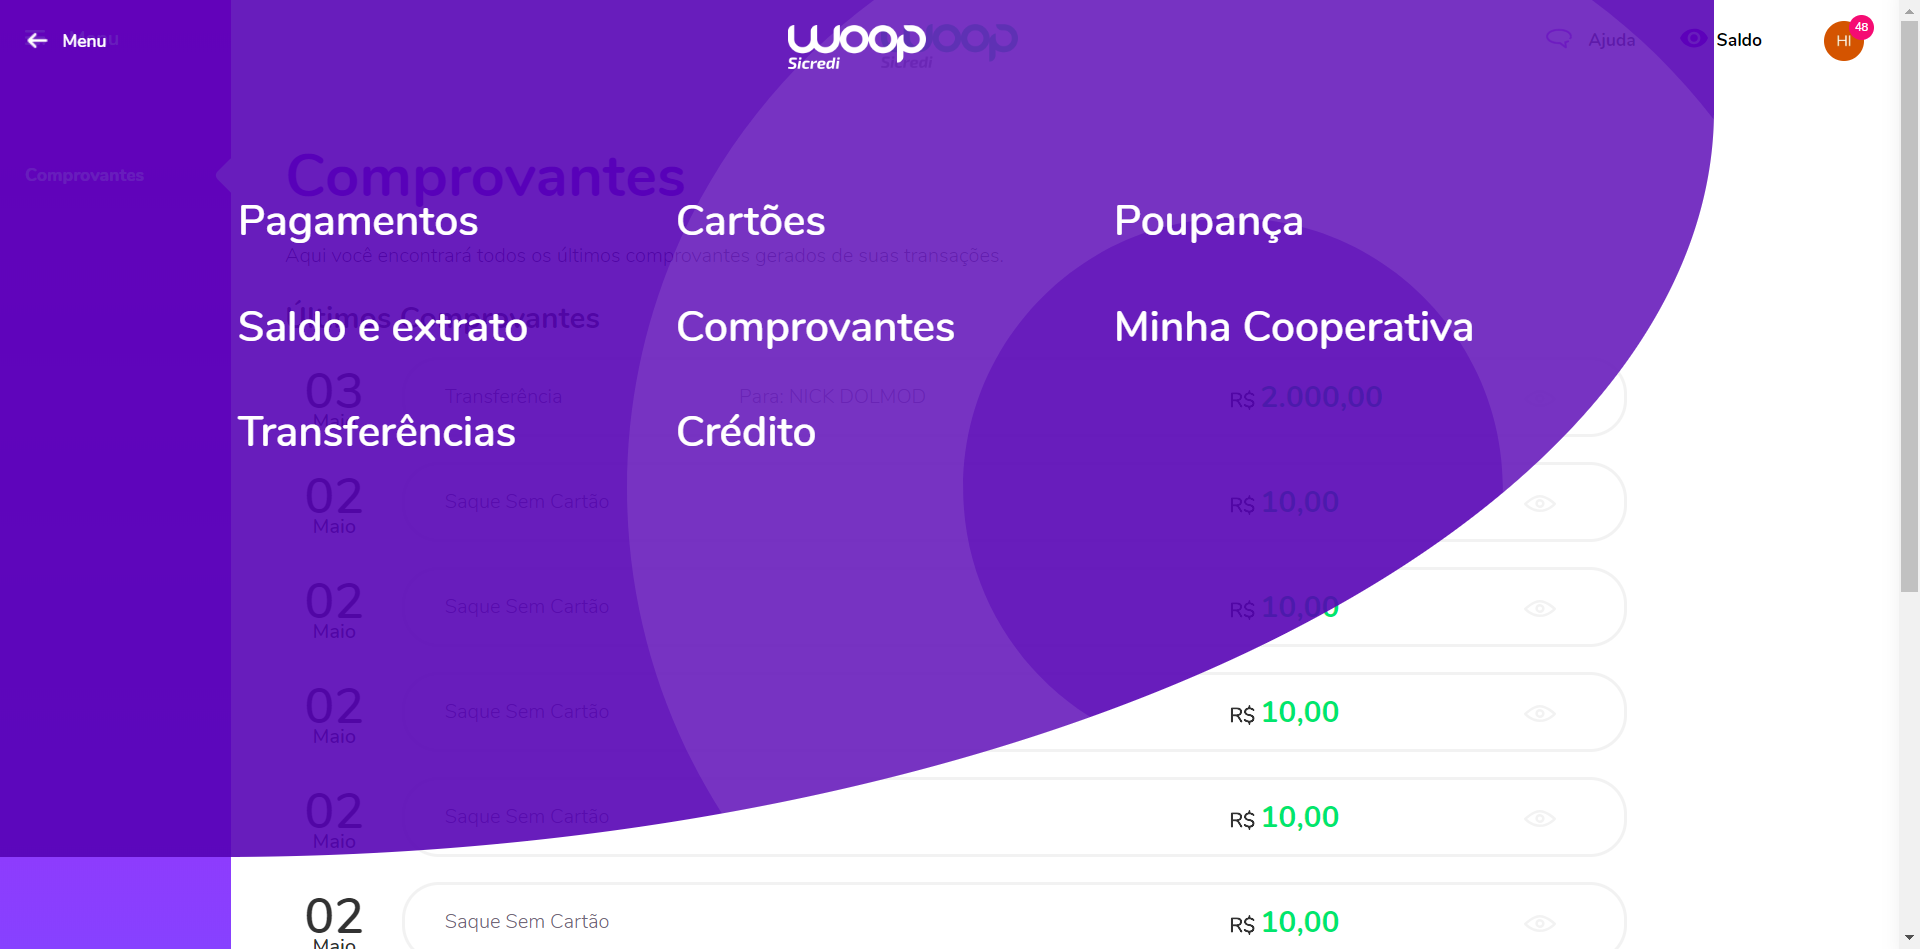 Menu
woop
Sicredi
Ajuda
Saldo
HI
48
Comprovantes
Comprovantes
Pagamentos
Cartões
Poupança
Aqui você encontrará todos os últimos comprovantes gerados de suas transações.
Últimos Comprovantes
Saldo e extrato
Comprovantes
Minha Cooperativa
03
Maio
Transferência
Para: NICK DOLMOD
R$ 2.000,00
Transferências
Crédito
02
Maio
Saque Sem Cartão
R$ 10,00
02
Maio
Saque Sem Cartão
R$ 10,00
02
Maio
Saque Sem Cartão
R$ 10,00
02
Maio
Saque Sem Cartão
R$ 10,00
02
Maio
Saque Sem Cartão
R$ 10,00